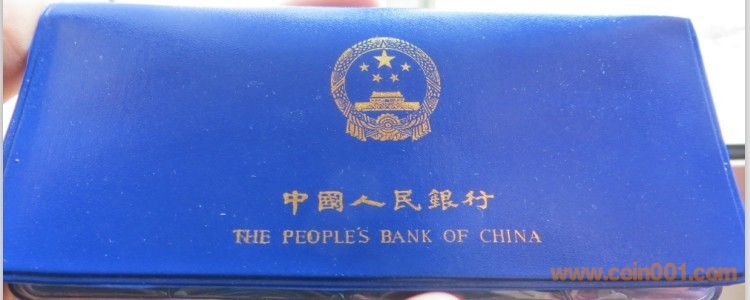 中國人民銀行
THE PEOPLE'S BANK OF CHINA
www.coin001.com